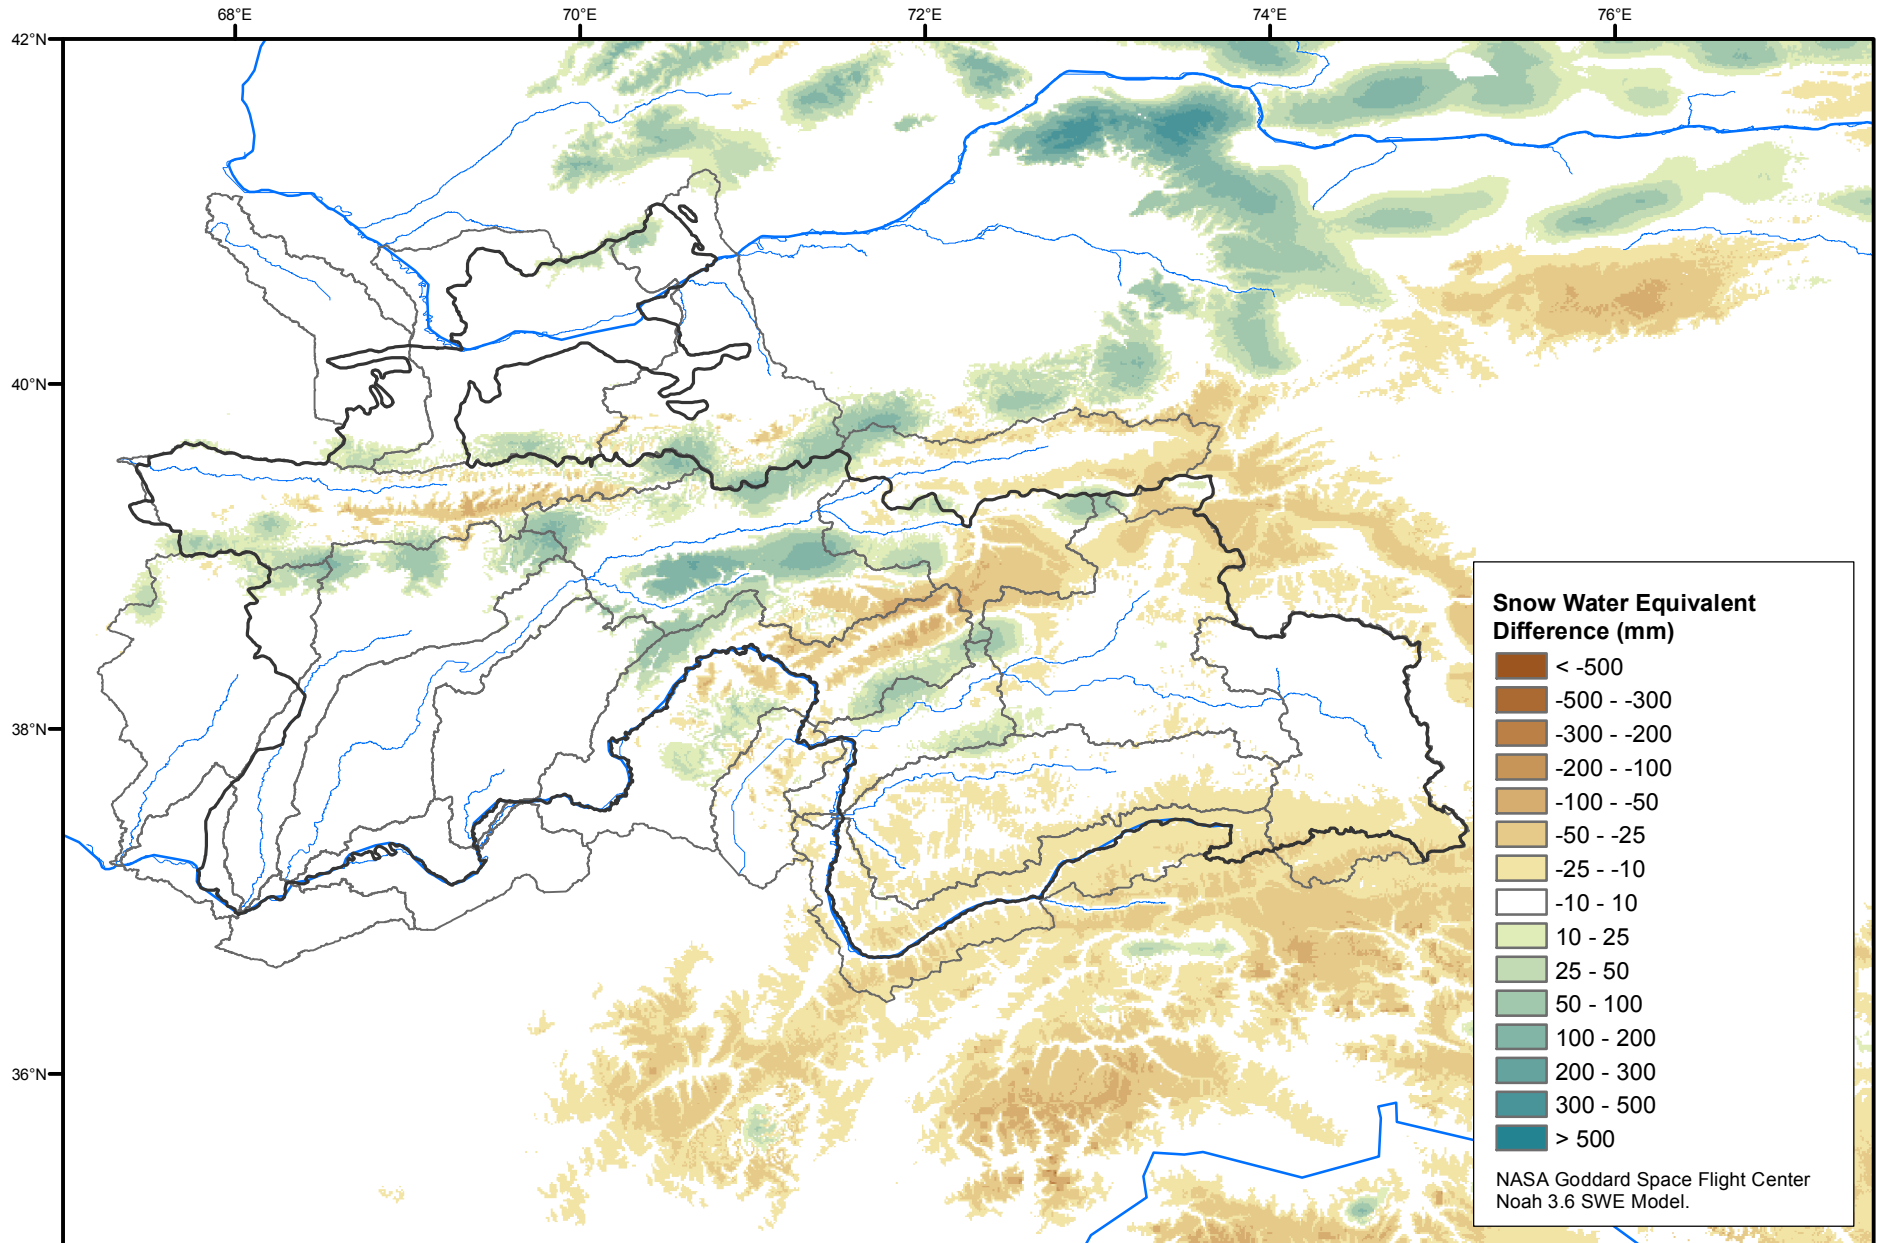 68°E
70°E
72°E
74°E
76°E
42°N
40°N
38°N
36°N
Snow Water Equivalent
Difference (mm)
< -500
-500 - -300
-300 - -200
-200 - -100
-100 - -50
-50 - -25
-25 - -10
-10 - 10
10 - 25
25 - 50
50 - 100
100 - 200
200 - 300
300 - 500
> 500
NASA Goddard Space Flight Center
Noah 3.6 SWE Model.